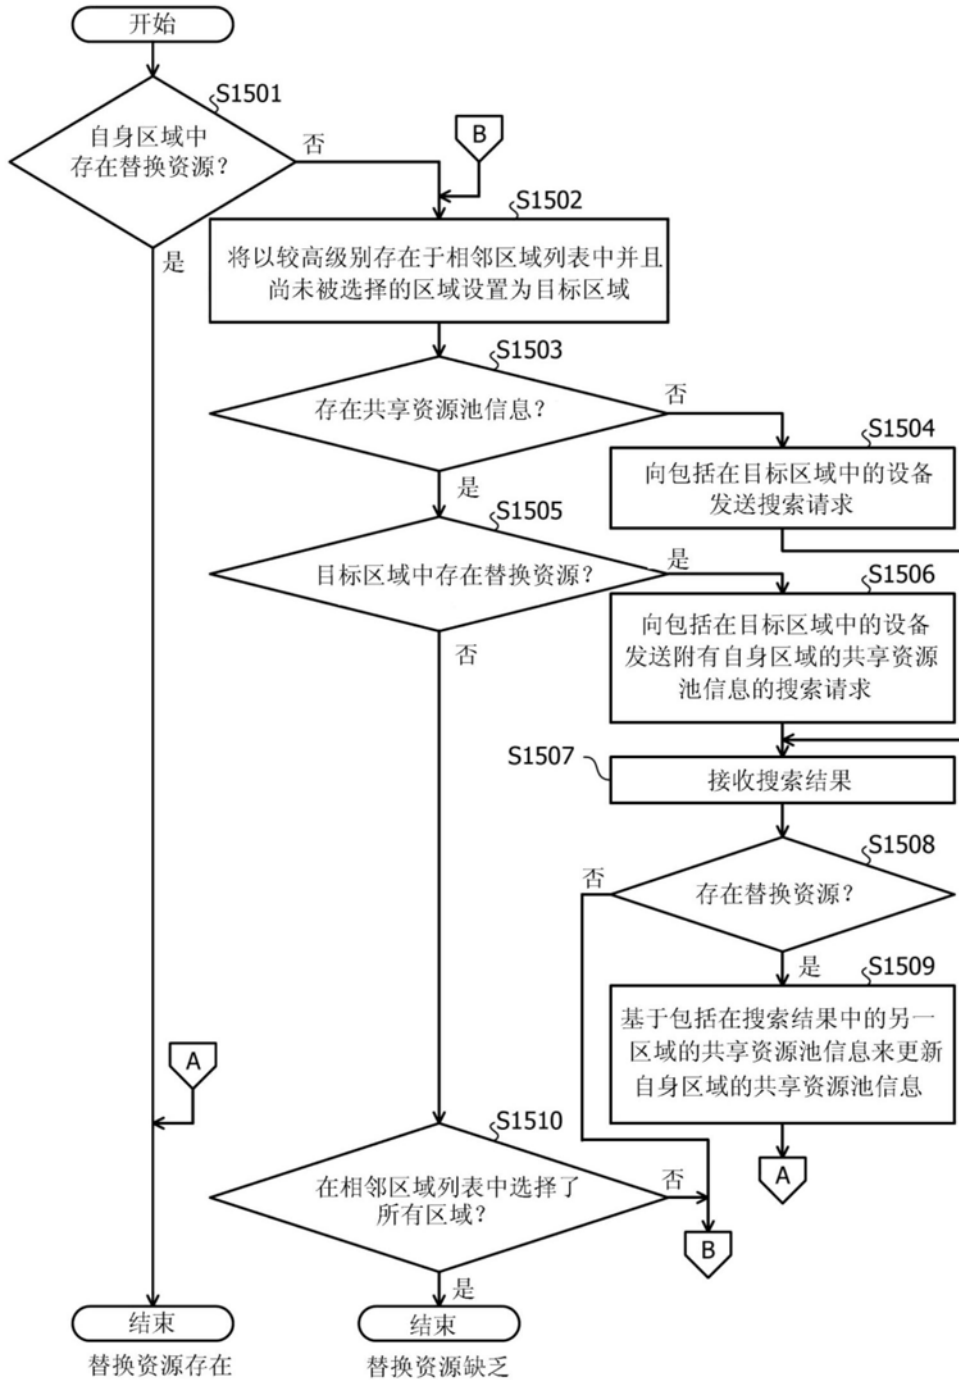 开始
S1501
自身区域中
存在替换资源？
否
是
B
S1502
将以较高级别存在于相邻区域列表中并且
尚未被选择的区域设置为目标区域
S1503
存在共享资源池信息？
否
是
S1504
向包括在目标区域中的设备
发送搜索请求
S1505
目标区域中存在替换资源？
是
否
S1506
向包括在目标区域中的设备
发送附有自身区域的共享资源
池信息的搜索请求
S1507
接收搜索结果
S1508
存在替换资源？
否
是
S1509
基于包括在搜索结果中的另一
区域的共享资源池信息来更新
自身区域的共享资源池信息
A
A
S1510
在相邻区域列表中选择了
所有区域？
否
是
B
结束
替换资源存在
结束
替换资源缺乏